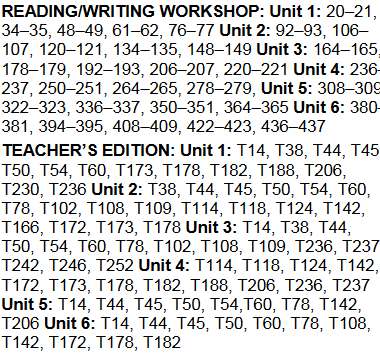 READING/WRITING WORKSHOP: Unit 1: 20–21,
34–35, 48–49, 61–62, 76–77 Unit 2: 92–93, 106–
107, 120–121, 134–135, 148–149 Unit 3: 164–165,
178–179, 192–193, 206–207, 220–221 Unit 4: 236-
237, 250–251, 264–265, 278–279, Unit 5: 308–309
322–323, 336–337, 350–351, 364–365 Unit 6: 380-
381, 394–395, 408–409, 422–423, 436–437
TEACHER'S EDITION: Unit 1: T14, T38, T44, T45
T50, T54, T60, T173, T178, T182, T188, T206,
T230, T236 Unit 2: T38, T44, T45, T50, T54, T60,
T78, T102, T108, T109, T114, T118, T124, T142,
T166, T172, T173, T178 Unit 3: T14, T38, T44,
T50, T54, T60, T78, T102, T108, T109, T236, T237
T242, T246, T252 Unit 4: T114, T118, T124, T142,
T172, T173, T178, T182, T188, T206, T236, T237
Unit 5: T14, T44, T45, T50, T54,T60, T78, T142,
T206 Unit 6: T14, T44, T45, T50, T60, T78, T108,
T142, T172, T178, T182